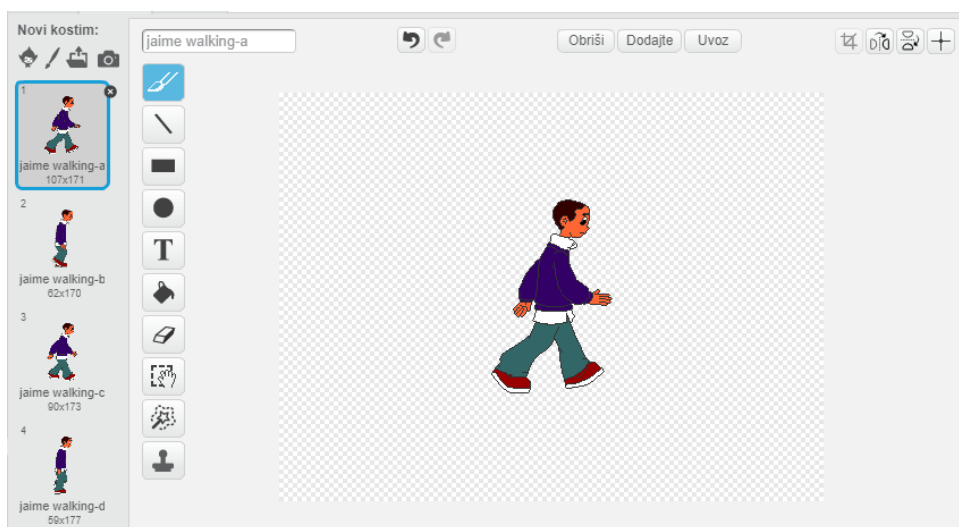 Novi kostim:
jaime walking-a
Obriši
Dodajte
Uvoz
1
jaime walking-a
107x171
2
jaime walking-b
62x170
3
jaime walking-c
90x173
4
jaime walking-d
59x177
T